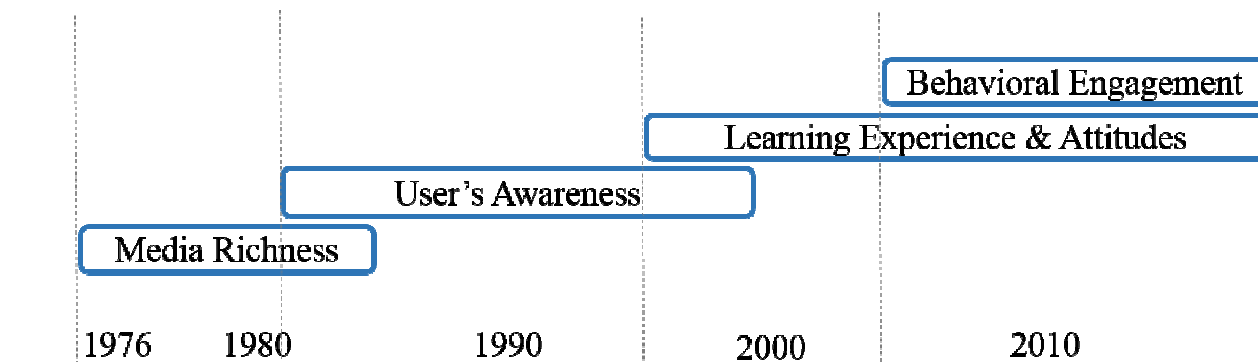 Behavioral Engagement
Learning Experience & Attitudes
User’s Awareness
Media Richness
1976 1980 1990 2000 2010